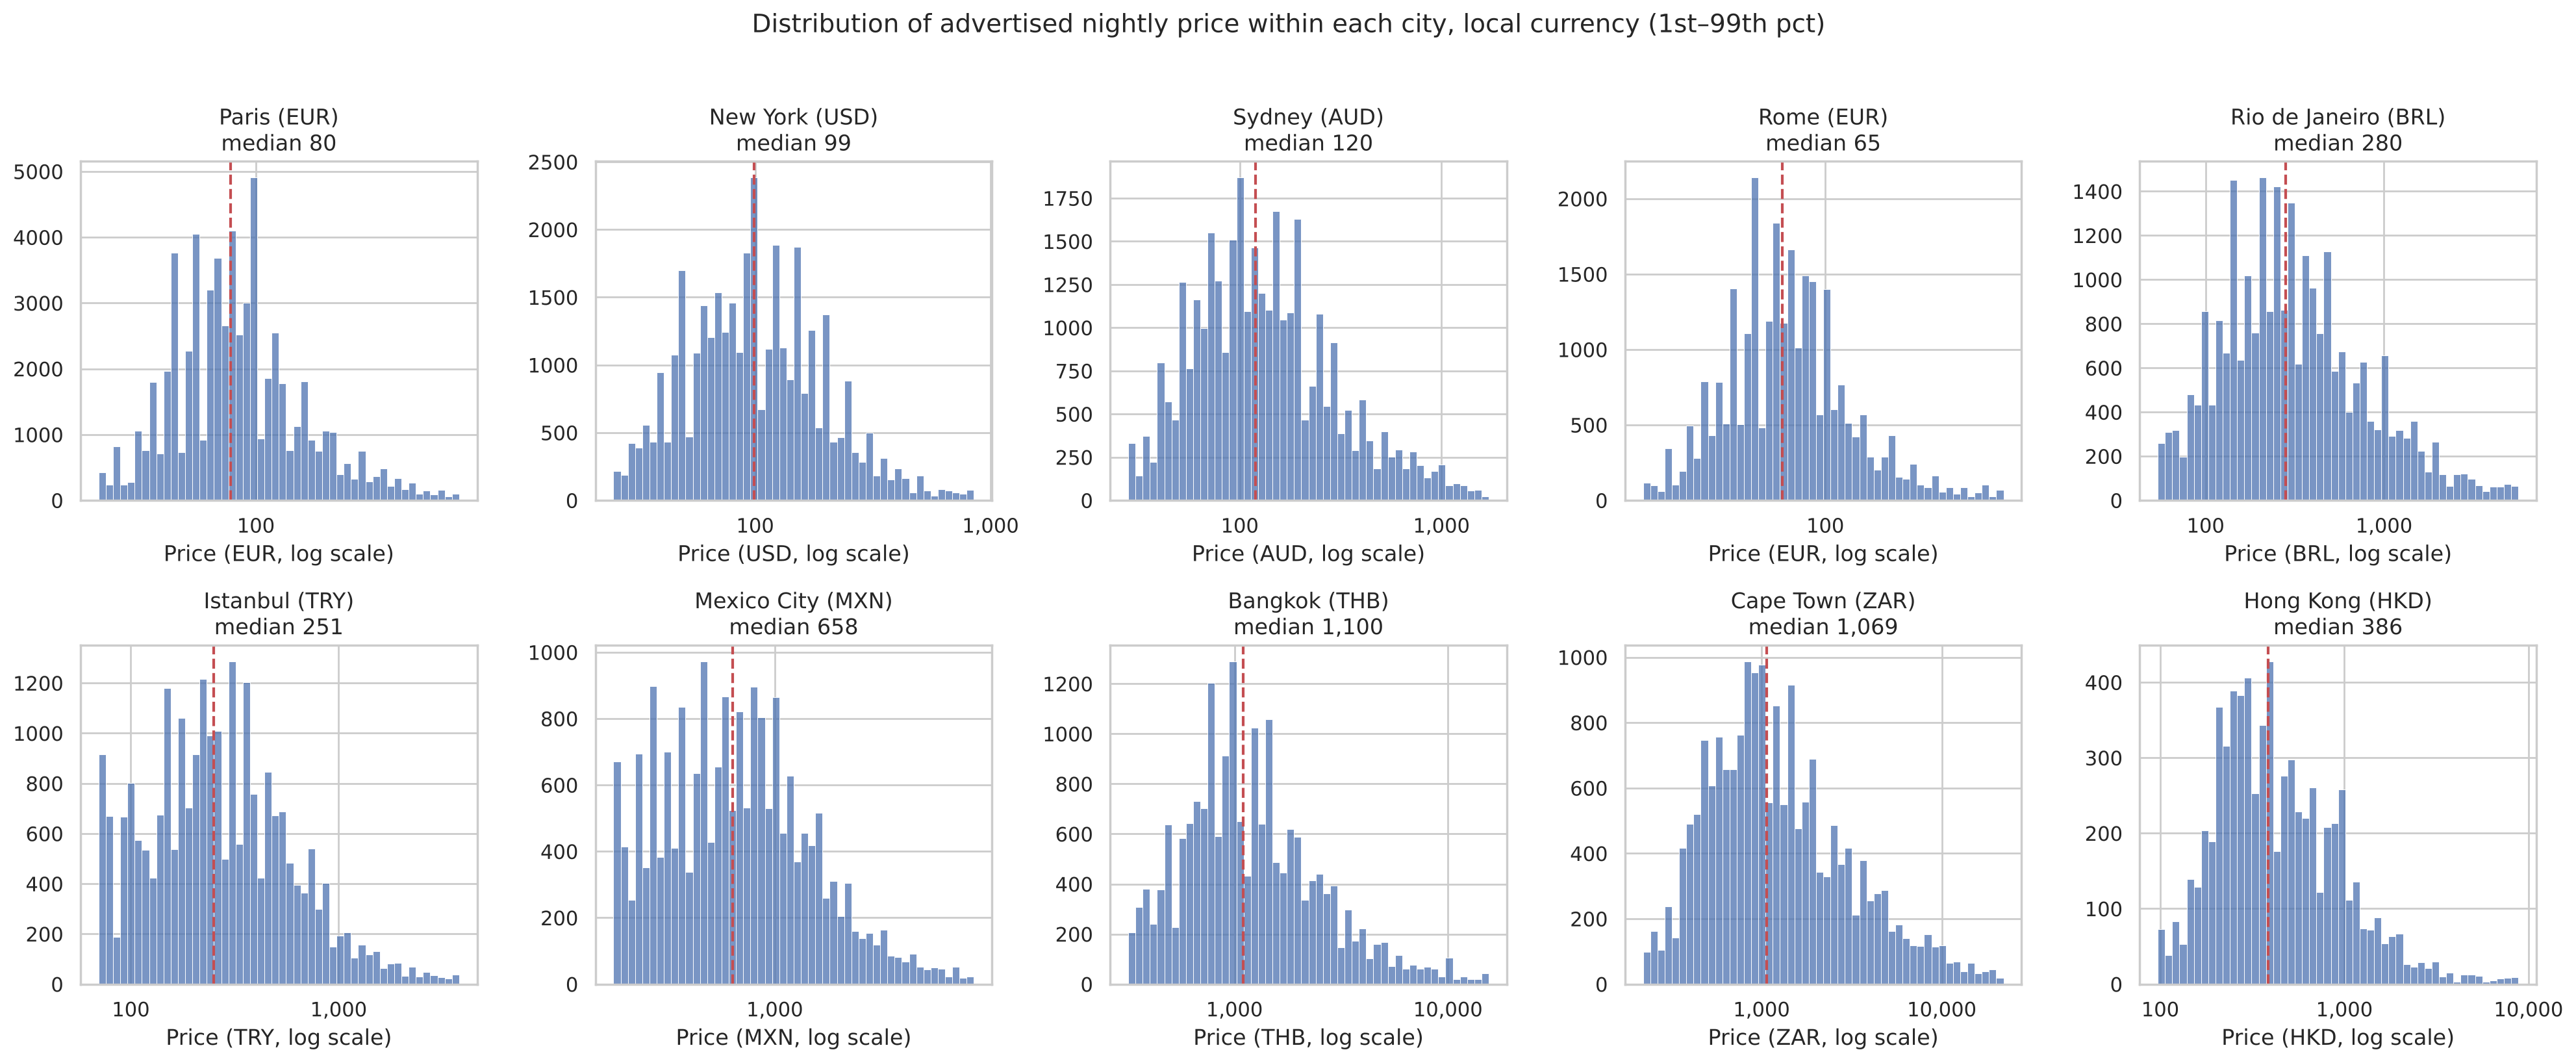 Distribution of advertised nightly price within each city, local currency (1st–99th pct)
Paris (EUR)
median 80
5000
4000
3000
2000
1000
0
100
Price (EUR, log scale)
New York (USD)
median 99
2500
2000
1500
1000
500
0
100
1,000
Price (USD, log scale)
Sydney (AUD)
median 120
1750
1500
1250
1000
750
500
250
0
100
1,000
Price (AUD, log scale)
Rome (EUR)
median 65
2000
1500
1000
500
0
100
Price (EUR, log scale)
Rio de Janeiro (BRL)
median 280
1400
1200
1000
800
600
400
200
0
100
1,000
Price (BRL, log scale)
Istanbul (TRY)
median 251
1200
1000
800
600
400
200
0
100
1,000
Price (TRY, log scale)
Mexico City (MXN)
median 658
1000
800
600
400
200
0
1,000
Price (MXN, log scale)
Bangkok (THB)
median 1,100
1200
1000
800
600
400
200
0
1,000
10,000
Price (THB, log scale)
Cape Town (ZAR)
median 1,069
1000
800
600
400
200
0
1,000
10,000
Price (ZAR, log scale)
Hong Kong (HKD)
median 386
400
300
200
100
0
100
1,000
10,000
Price (HKD, log scale)